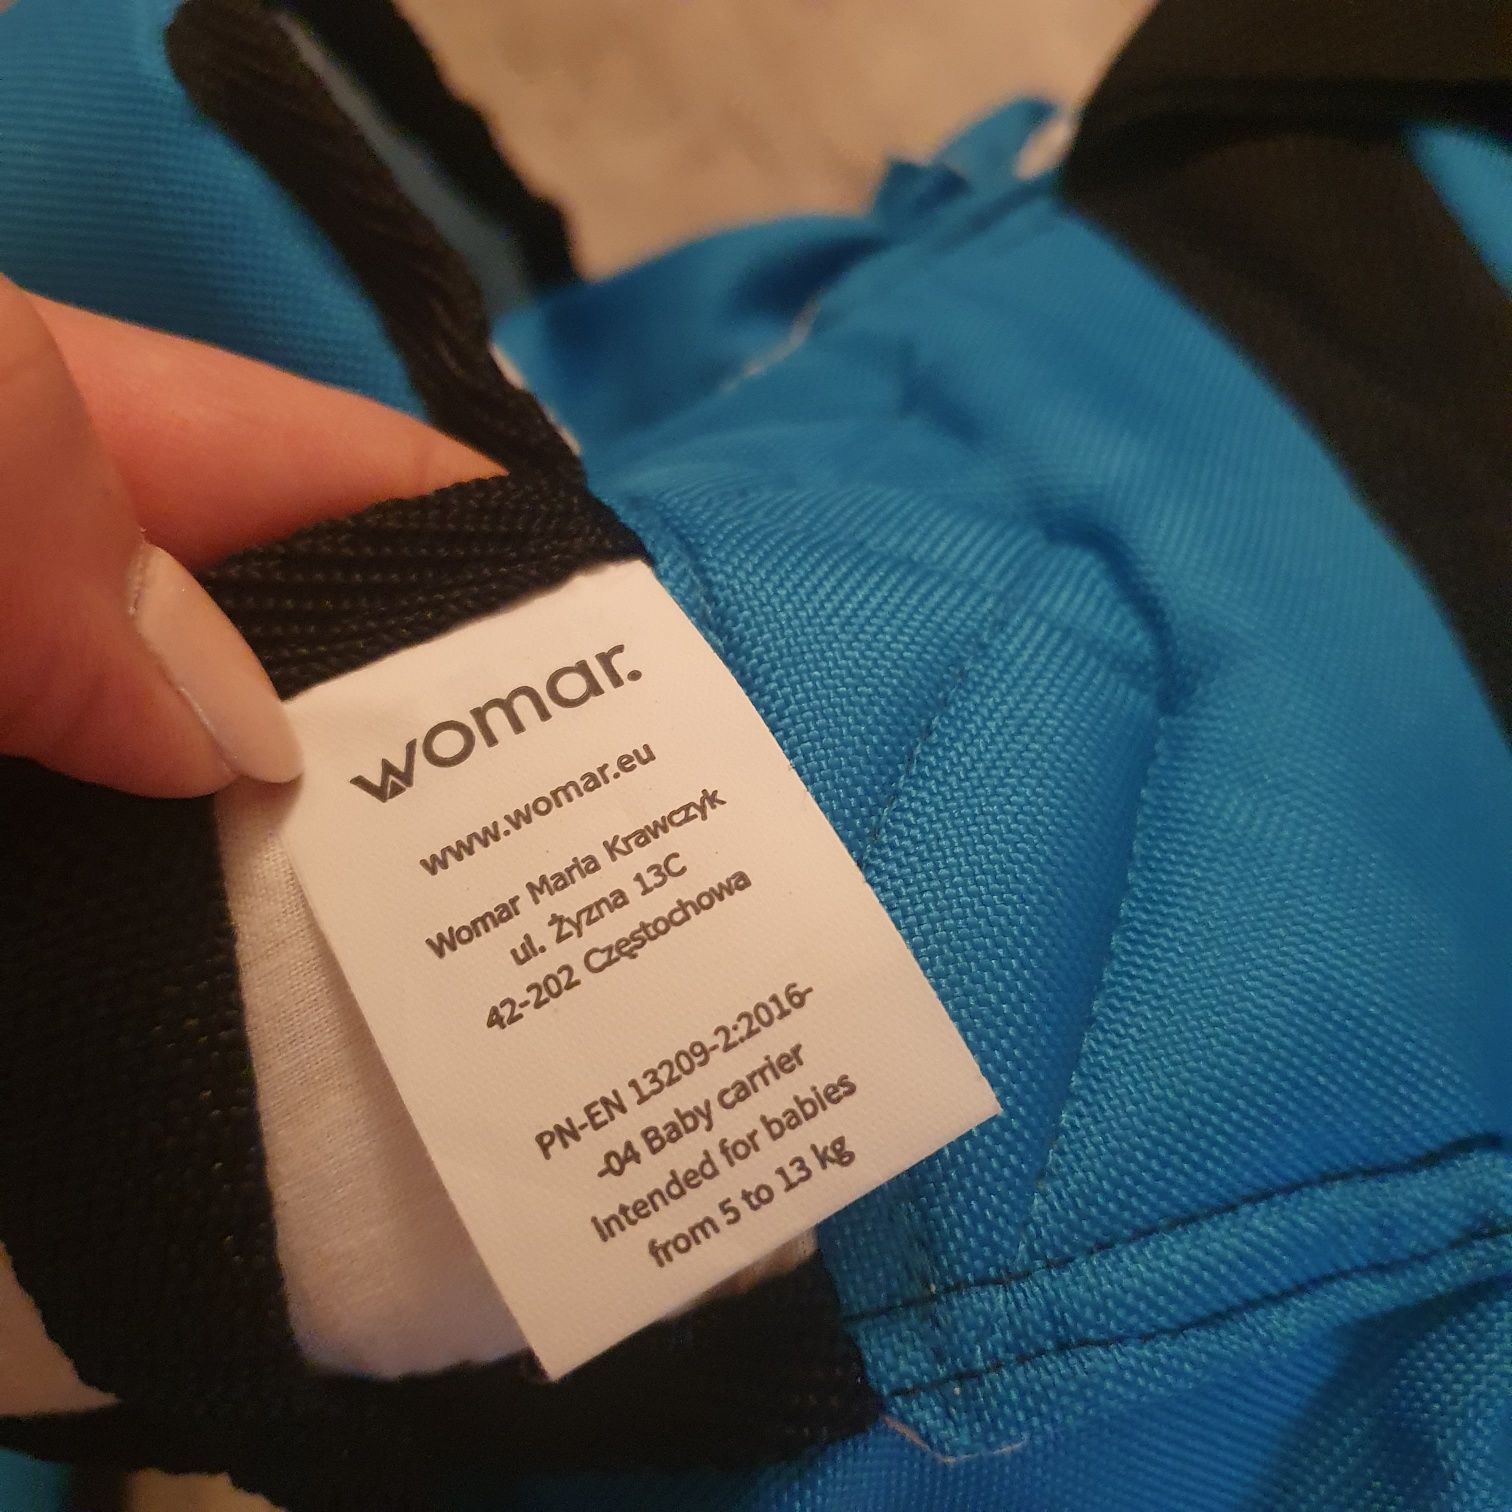 womar.
www.womar.eu
Womar Maria Krawczyk
ul. Żyzna 13C
42-202 Częstochowa
PN-EN 13209-2:2016-
-04 Baby carrier
Intended for babies
from 5 to 13 kg